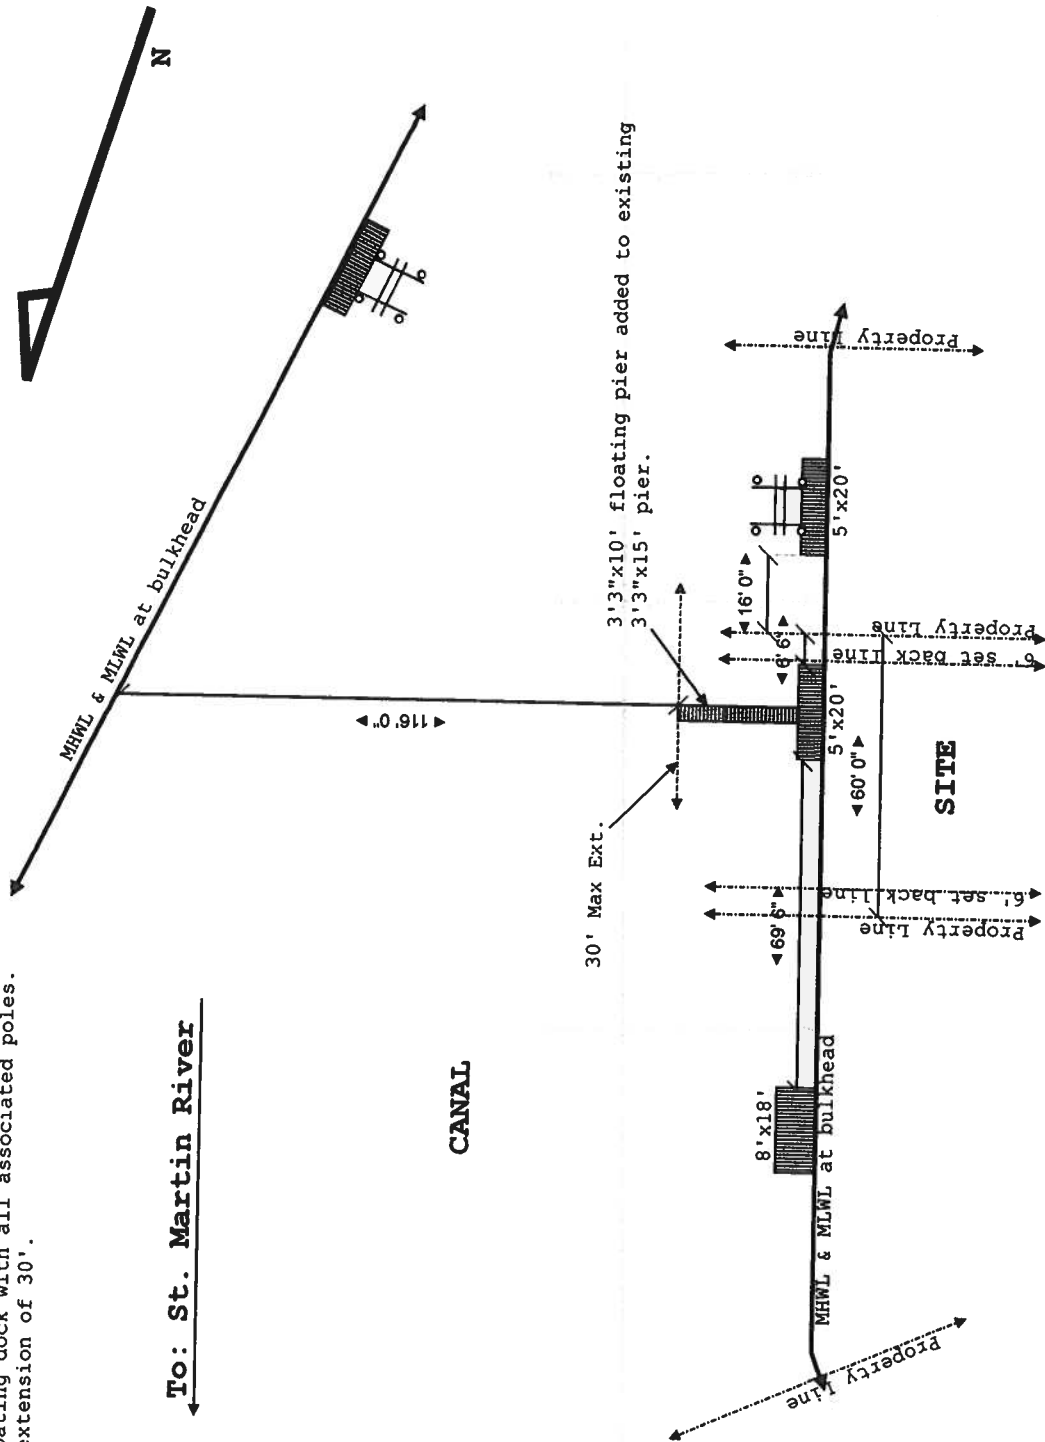 oating dock with all associated poles.
extension of 30'.
N
MHWL & MLWL at bulkhead
To: St. Martin River
CANAL
116'0"
30' Max Ext.
3'3"x10' floating pier added to existing
3'3"x15' pier.
16'0"
6'6"
5'x20'
5'x20'
60'0"
69'6"
8'x18'
SITE
Property Line
6' set back line
Property Line
6' set back line
Property Line
Property Line
MHWL & MLWL at bulkhead